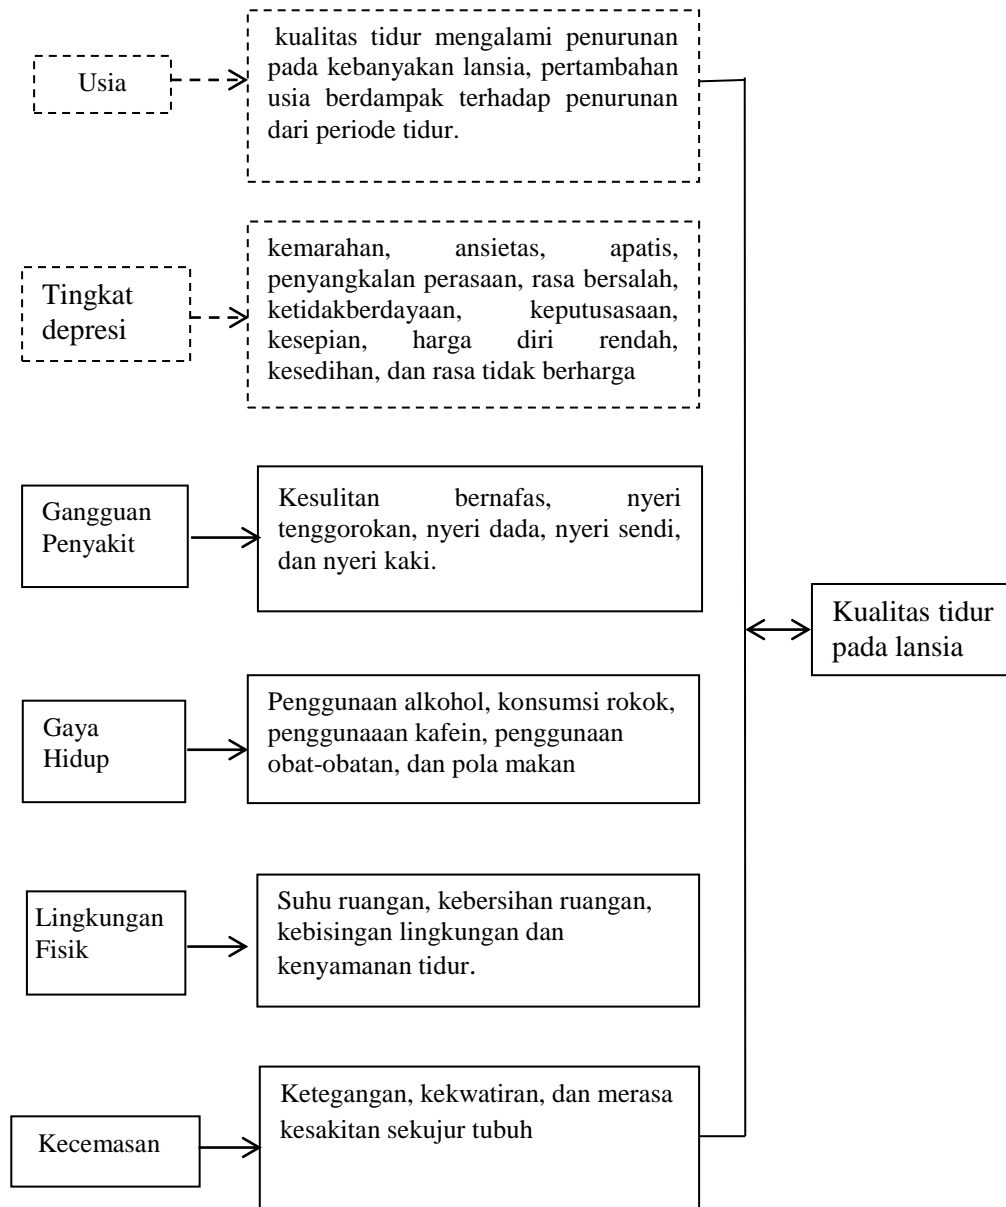 Usia
kualitas tidur mengalami penurunan
pada kebanyakan lansia, pertambahan
usia berdampak terhadap penurunan
dari periode tidur.
Tingkat
depresi
kemarahan, ansietas, apatis,
penyangkalan perasaan, rasa bersalah,
ketidakberdayaan, keputusasaan,
kesepian, harga diri rendah,
kesedihan, dan rasa tidak berharga
Gangguan
Penyakit
Kesulitan bernafas, nyeri
tenggorokan, nyeri dada, nyeri sendi,
dan nyeri kaki.
Kualitas tidur
pada lansia
Gaya
Hidup
Penggunaan alkohol, konsumsi rokok,
penggunaaan kafein, penggunaan
obat-obatan, dan pola makan
Lingkungan
Fisik
Suhu ruangan, kebersihan ruangan,
kebisingan lingkungan dan
kenyamanan tidur.
Kecemasan
Ketegangan, kekwatiran, dan merasa
kesakitan sekujur tubuh